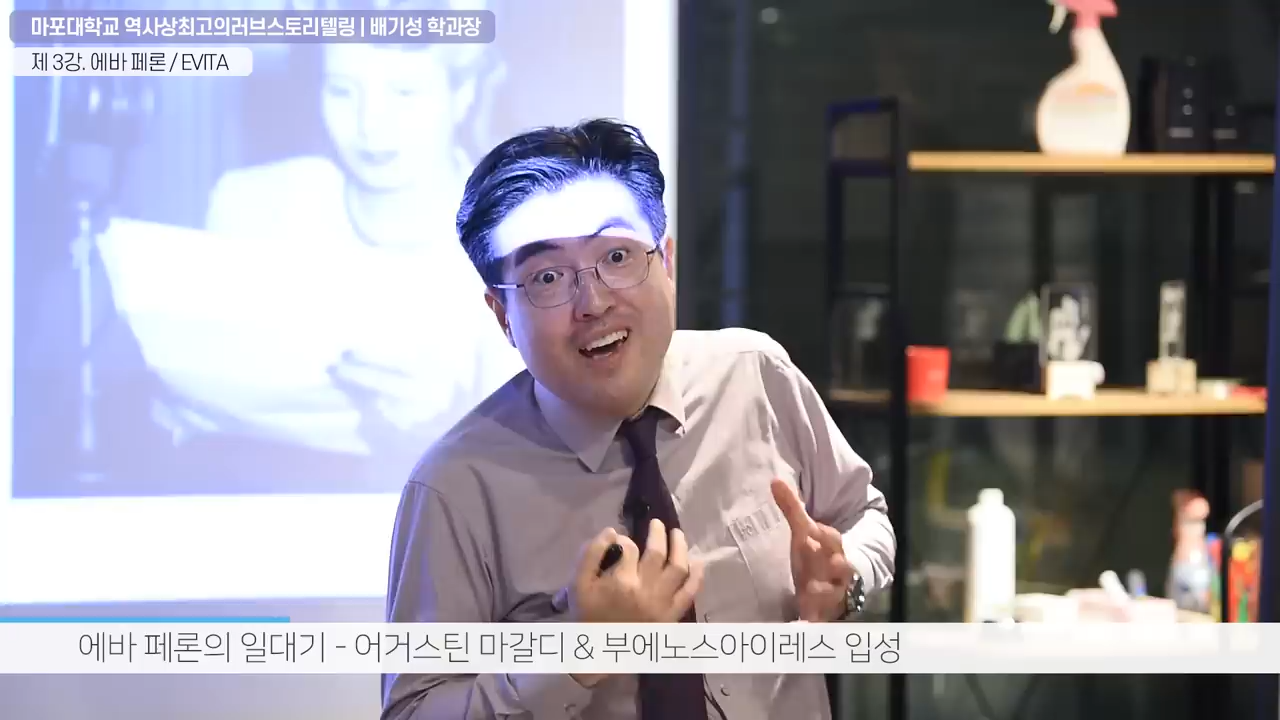 마포대학교 역사상최고의러브스토리텔링 | 배기성 학과장
제 3강. 에바 페론 / EVITA
에바 페론의 일대기 - 어거스틴 마갈디 & 부에노스아이레스 입성